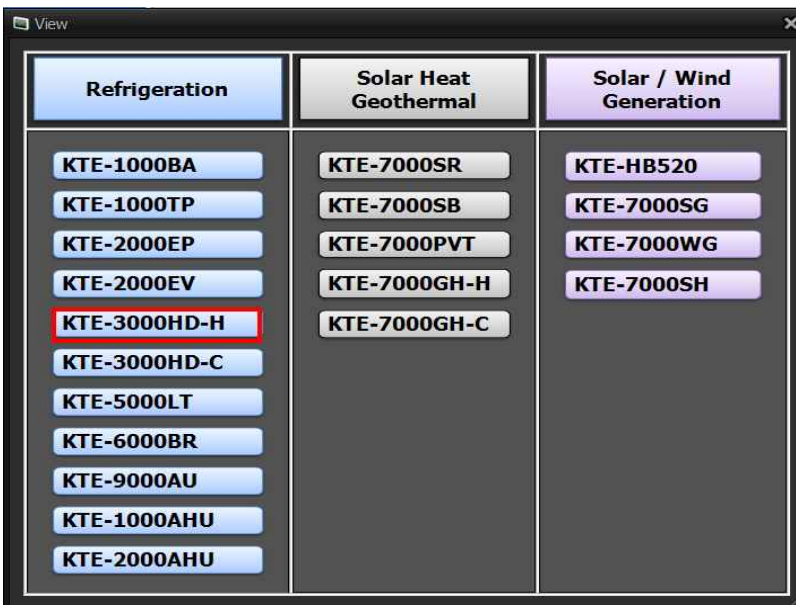 View
Refrigeration
KTE-1000BA
KTE-1000TP
KTE-2000EP
KTE-2000EV
KTE-3000HD-H
KTE-3000HD-C
KTE-5000LT
KTE-6000BR
KTE-9000AU
KTE-1000AHU
KTE-2000AHU
Solar Heat
Geothermal
KTE-7000SR
KTE-7000SB
KTE-7000PVT
KTE-7000GH-H
KTE-7000GH-C
Solar / Wind
Generation
KTE-HB520
KTE-7000SG
KTE-7000WG
KTE-7000SH